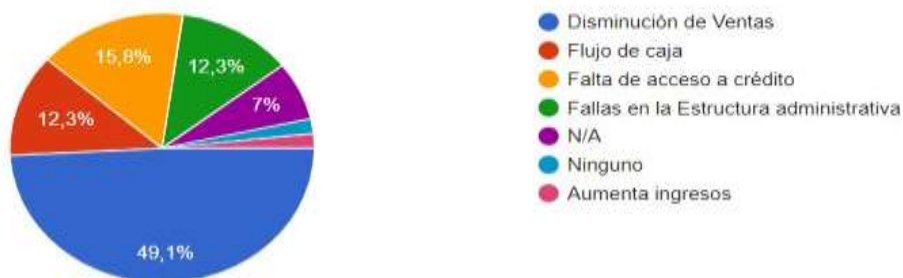 15,8%
12,3%
7%
12,3%
49,1%
Disminución de Ventas
Flujo de caja
Falta de acceso a crédito
Fallas en la Estructura administrativa
N/A
Ninguno
Aumenta ingresos